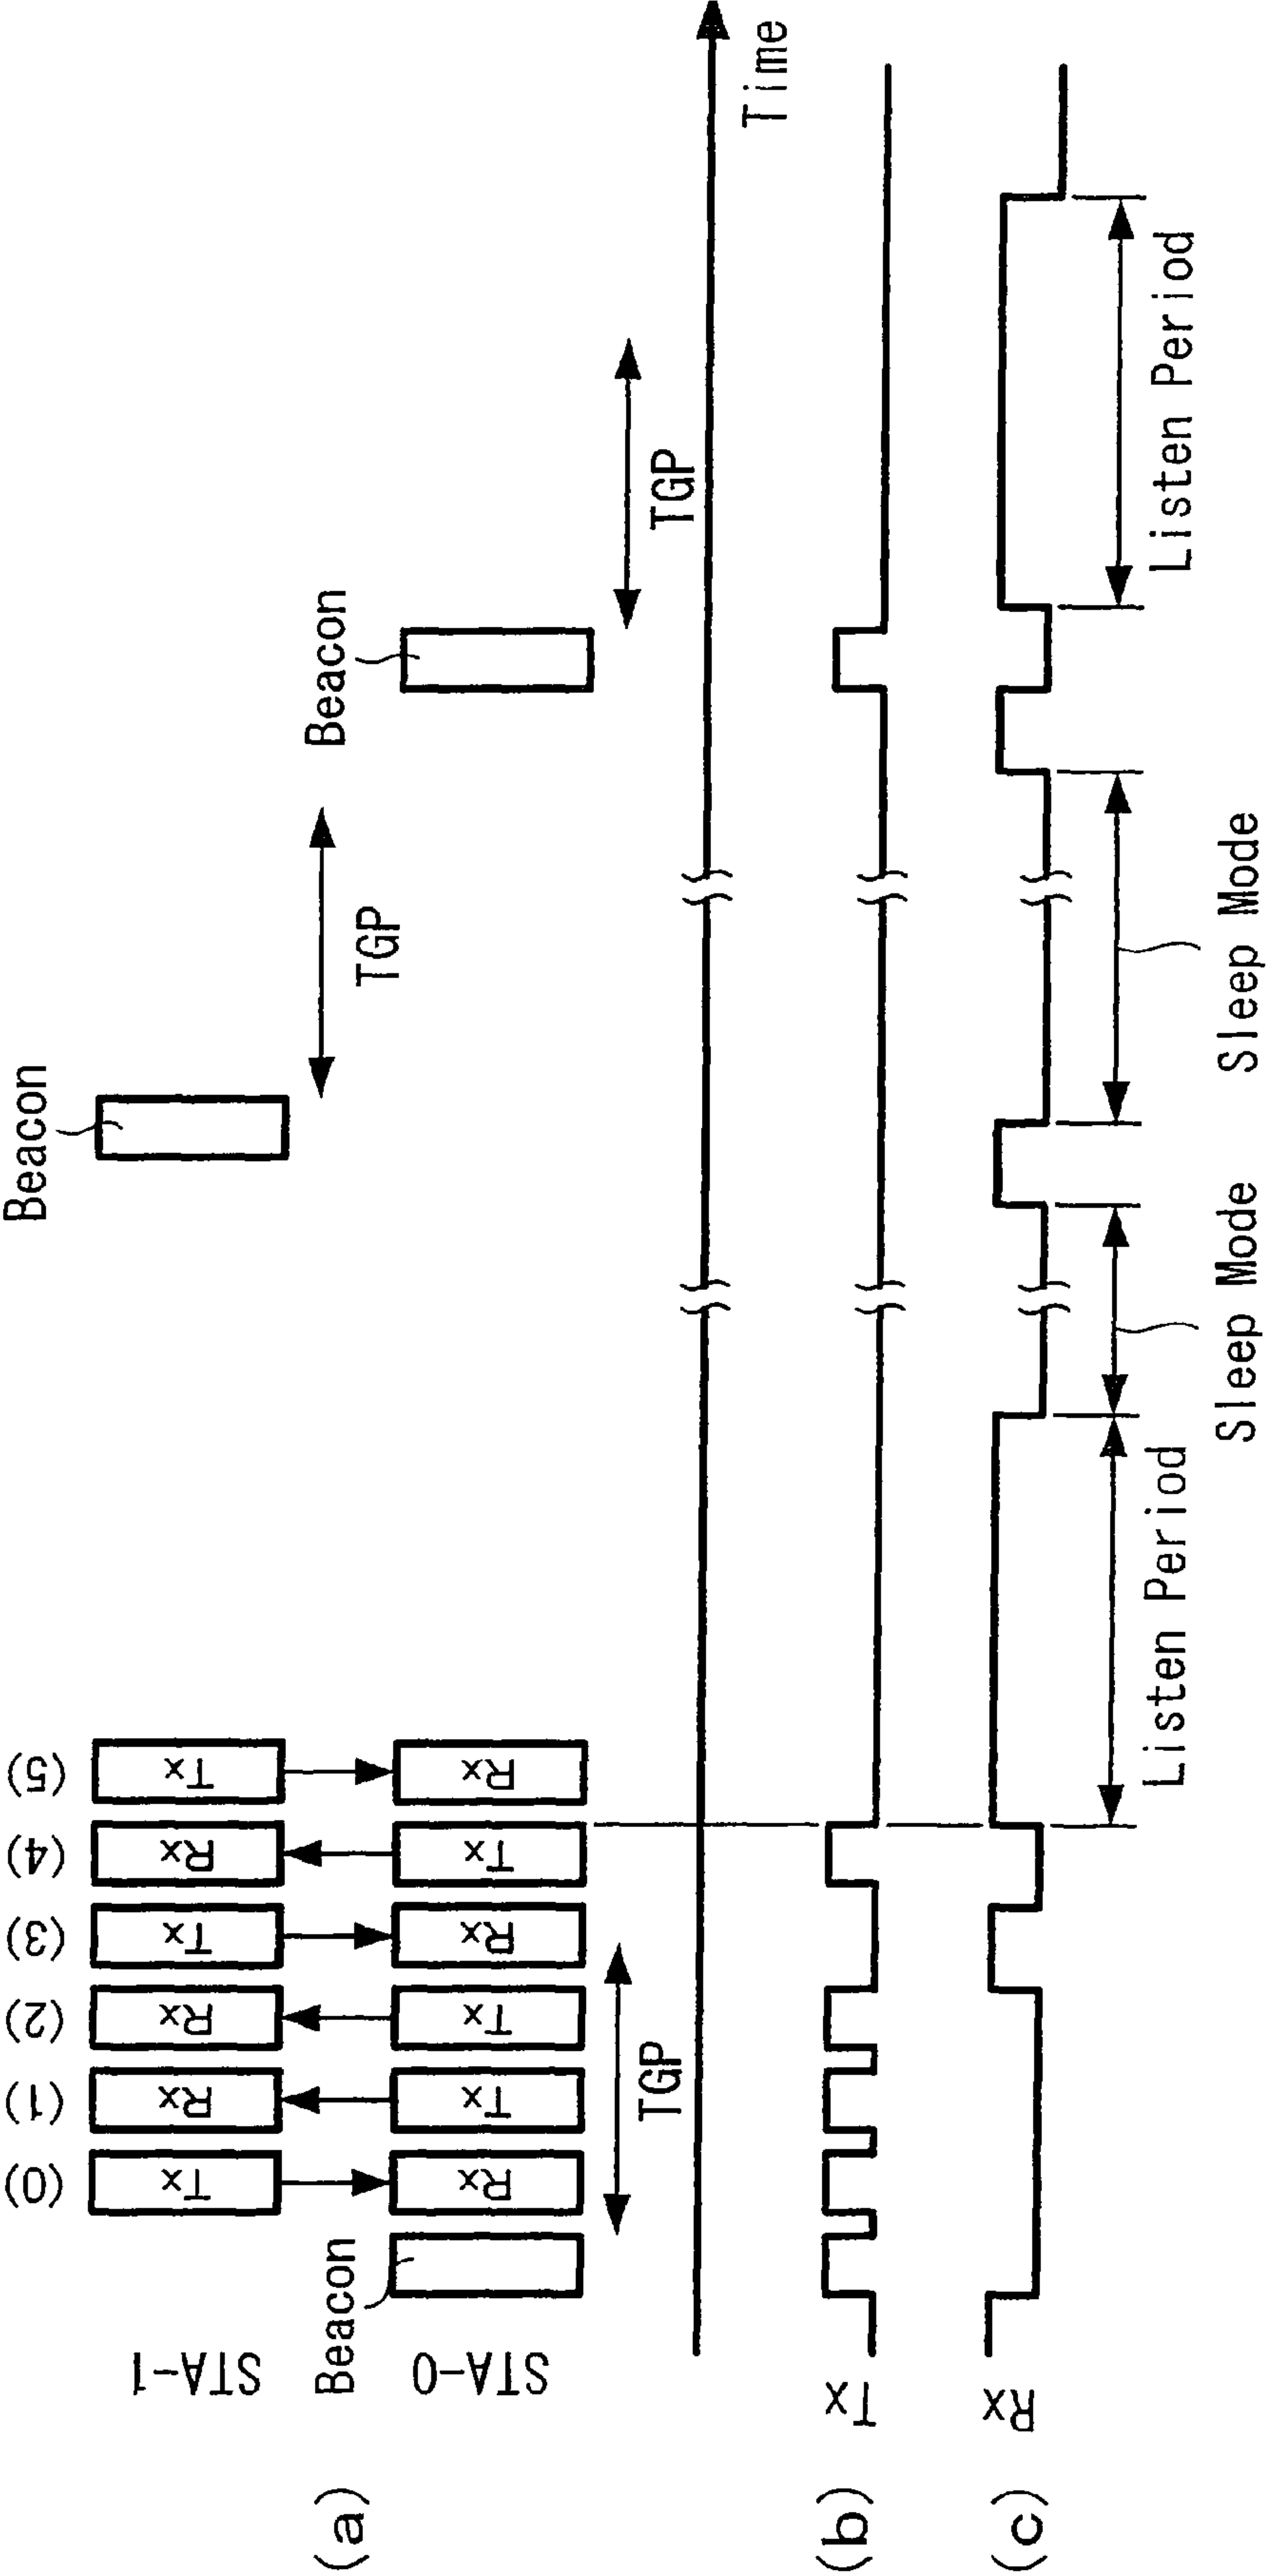 (0) (1) (2) (3) (4) (5)
Beacon
STA-1
Tx Rx Rx Tx Rx Tx
TGP
Beacon
Beacon
(a)
STA-0
Rx Tx Tx Rx Tx Rx
TGP
TGP
Time
(b)
Tx
(c)
Rx
Listen Period
Sleep Mode
Sleep Mode
Listen Period